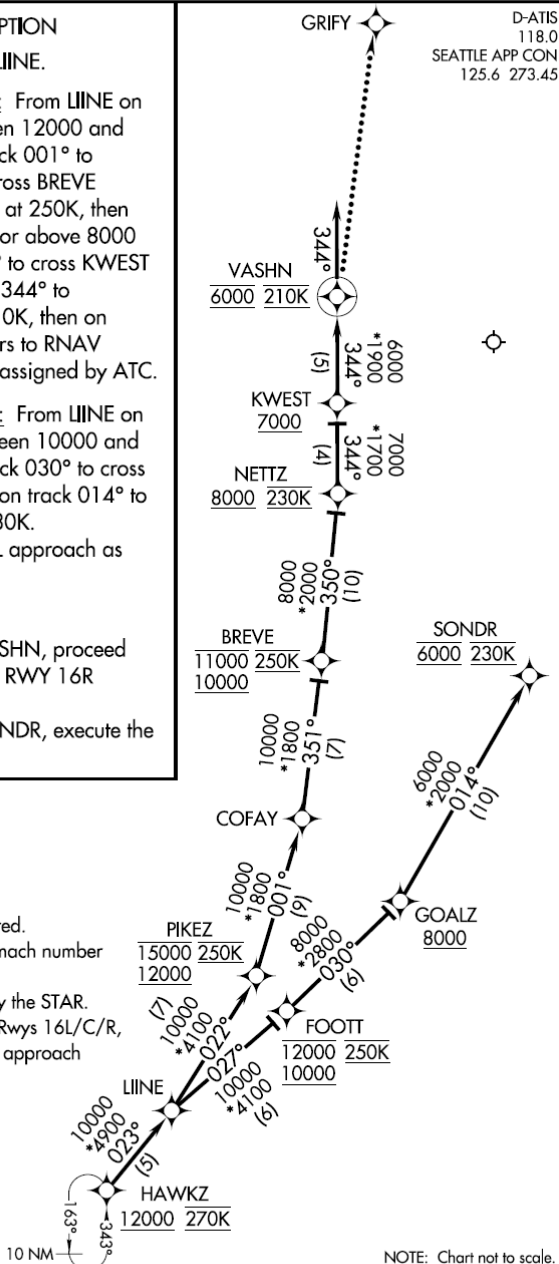 PTION
LIINE.
: From LIINE on
en 12000 and
ck 001° to
ross BREVE
at 250K, then
or above 8000
° to cross KWEST
344° to
0K, then on
rs to RNAV
assigned by ATC.
: From LIINE on
een 10000 and
ck 030° to cross
on track 014° to
30K.
L approach as
SHN, proceed
RWY 16R
NDR, execute the
red.
mach number
y the STAR.
Rwys 16L/C/R,
approach
D-ATIS
118.0
SEATTLE APP CON
125.6 273.45
GRIFY
344°
VASHN
6000 210K
6000
*1900
344°
(5)
KWEST
7000
7000
*1700
344°
(4)
NETTZ
8000 230K
8000
*2000
350°
(10)
BREVE
11000 250K
10000
SONDR
6000 230K
10000
*1800
351°
(7)
6000
*2000
014°
(10)
COFAY
10000
*1800
001°
(9)
GOALZ
8000
PIKEZ
15000 250K
12000
8000
*2800
030°
(6)
(7)
10000
*4100
022°
FOOTT
12000 250K
10000
027°
10000
*4100
(6)
LIINE
10000
*4900
023°
(5)
HAWKZ
12000 270K
163°
343°
10 NM
NOTE: Chart not to scale.